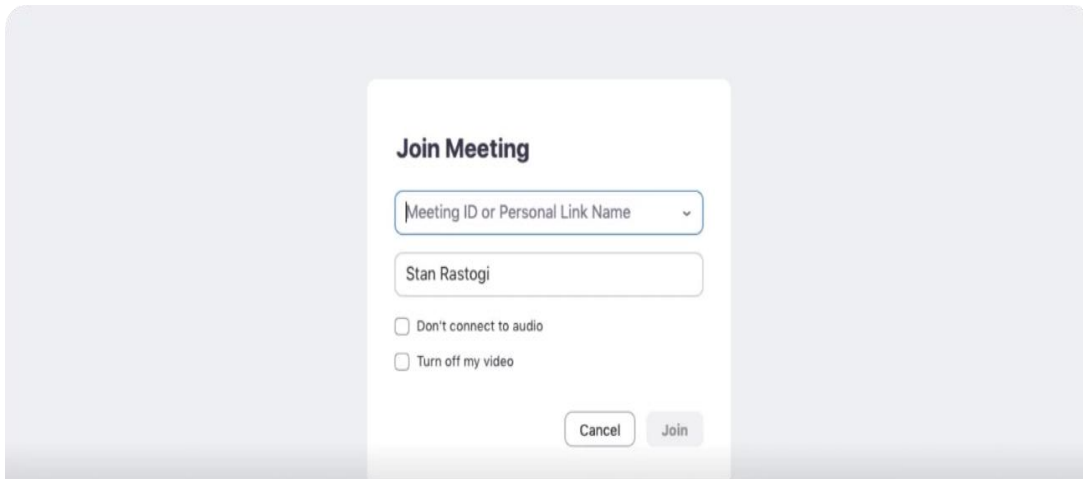 Join Meeting
Meeting ID or Personal Link Name
Stan Rastogi
Don't connect to audio
Turn off my video
Cancel Join